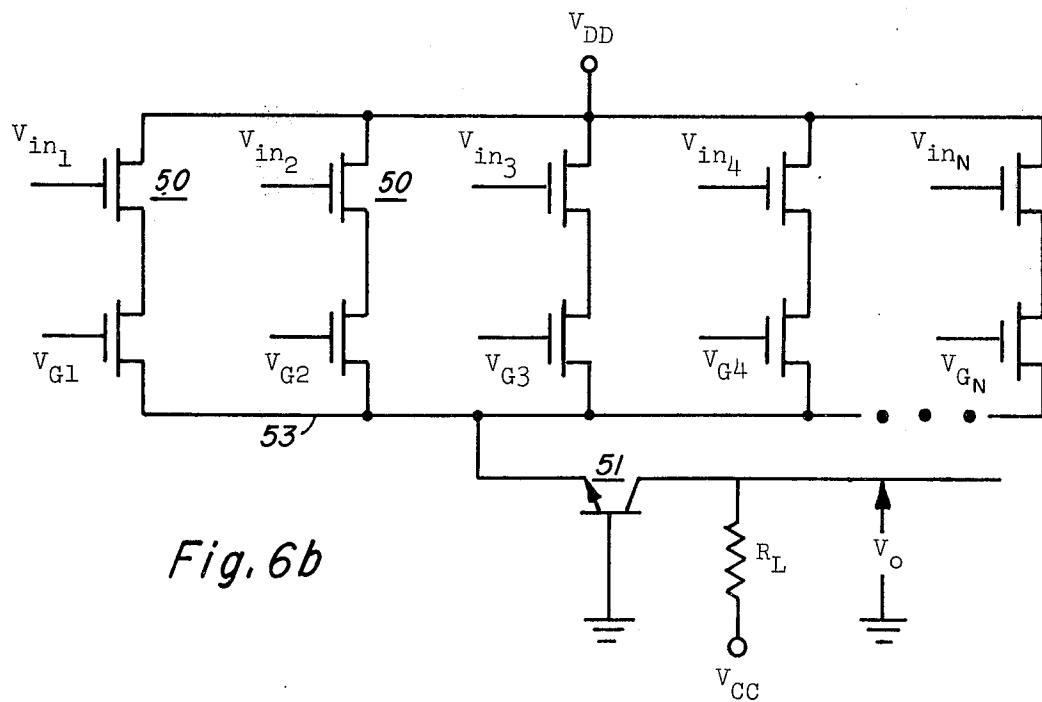 V_DD
V_in1
50
V_in2
50
V_in3
V_in4
V_inN
V_G1
V_G2
V_G3
V_G4
V_GN
53
51
Fig. 6b
R_L
V_o
V_CC